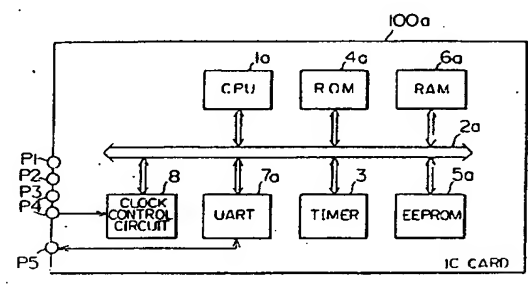 100a
1a 4a 6a
CPU ROM RAM
2a
P1
P2
P3
P4
P5
8 7a 3 5a
CLOCK CONTROL CIRCUIT
UART
TIMER
EEPROM
IC CARD